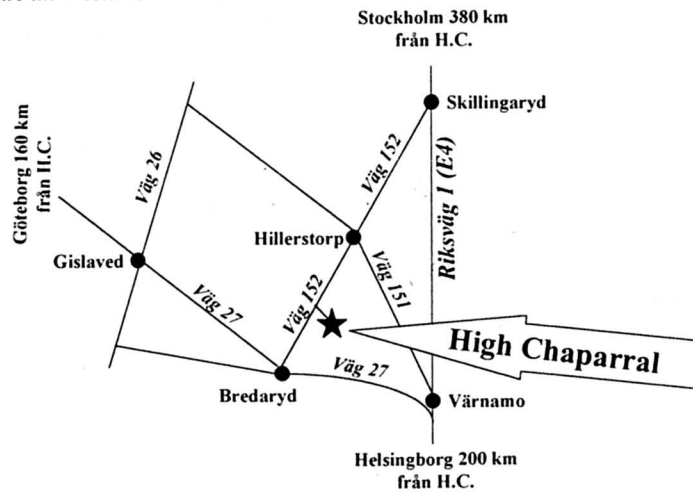 Stockholm 380 km
från H.C.
Skillingaryd
Göteborg 160 km
från H.C.
Väg 26
Väg 152
Riksväg 1 (E4)
Hillerstorp
Gislaved
Väg 27
Väg 152
Väg 151
High Chaparral
Väg 27
Bredaryd
Värnamo
Helsingborg 200 km
från H.C.